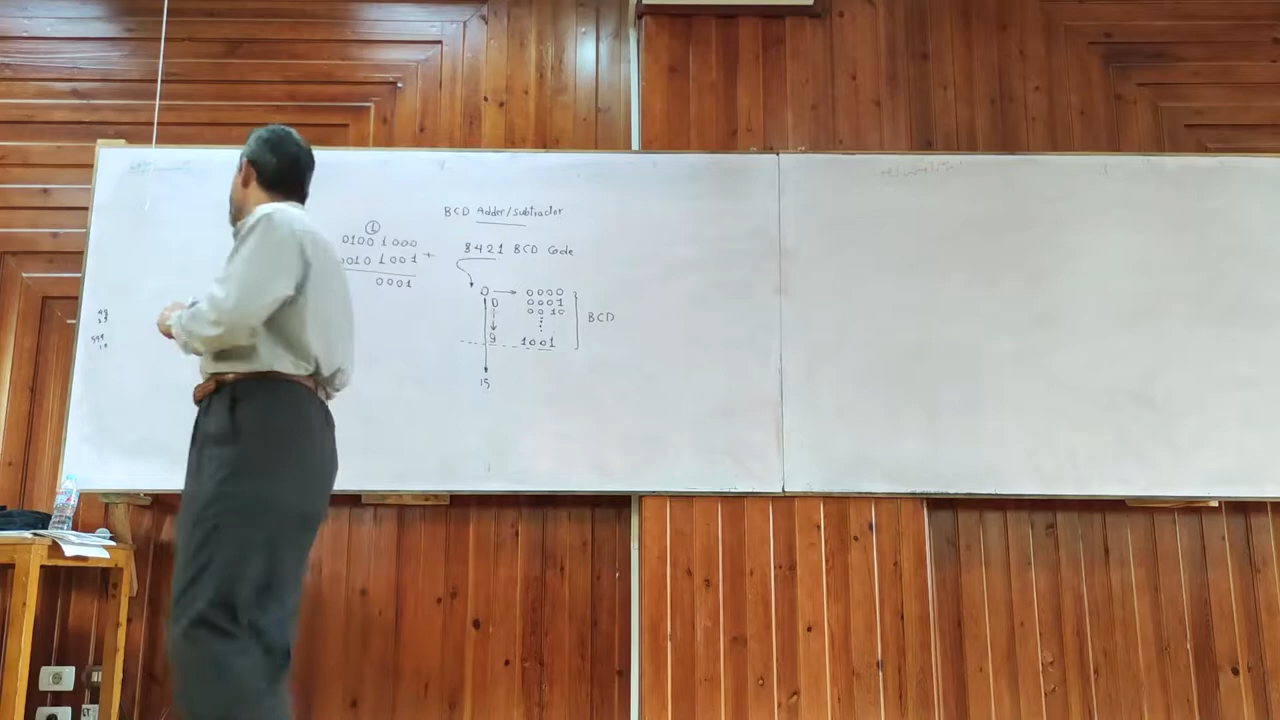 BCD Adder/subtracter
8421 BCD Code
1
0100 1000
0010 1001 +
0001
0 → 0000
0 0001
0010
9 1001
BCD
15